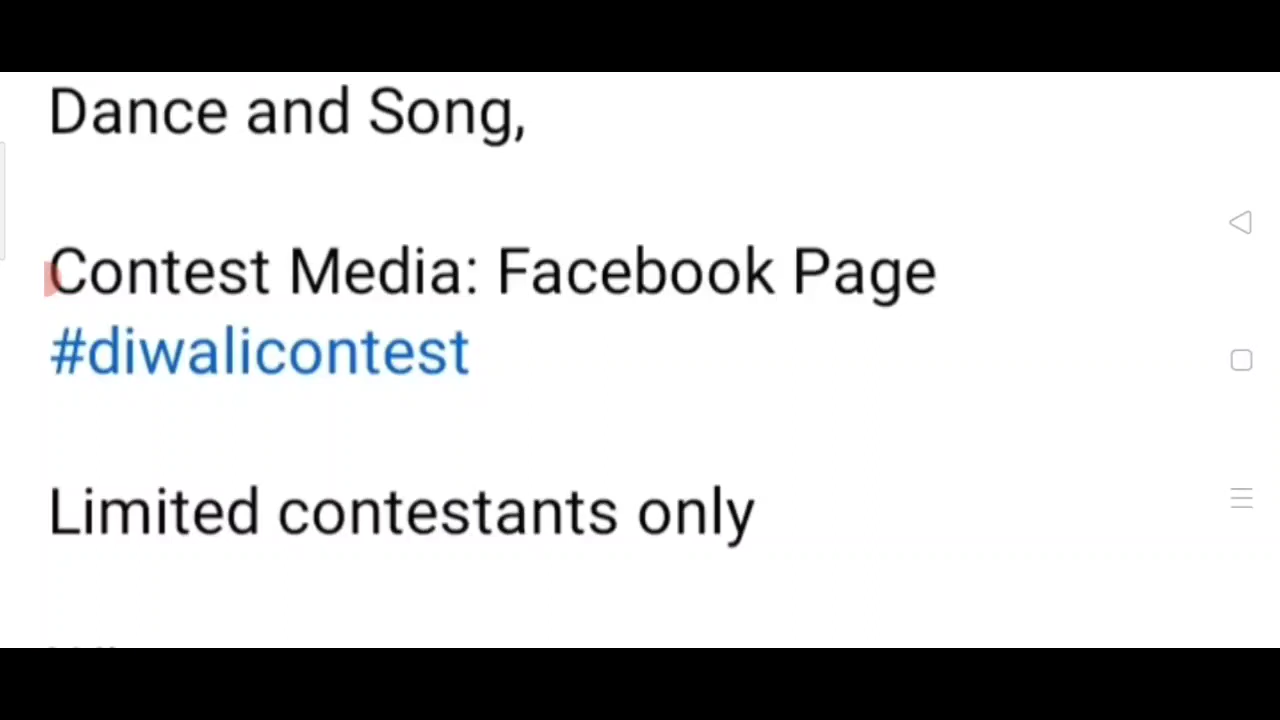 Dance and Song,
Contest Media: Facebook Page
#diwalicontest
Limited contestants only